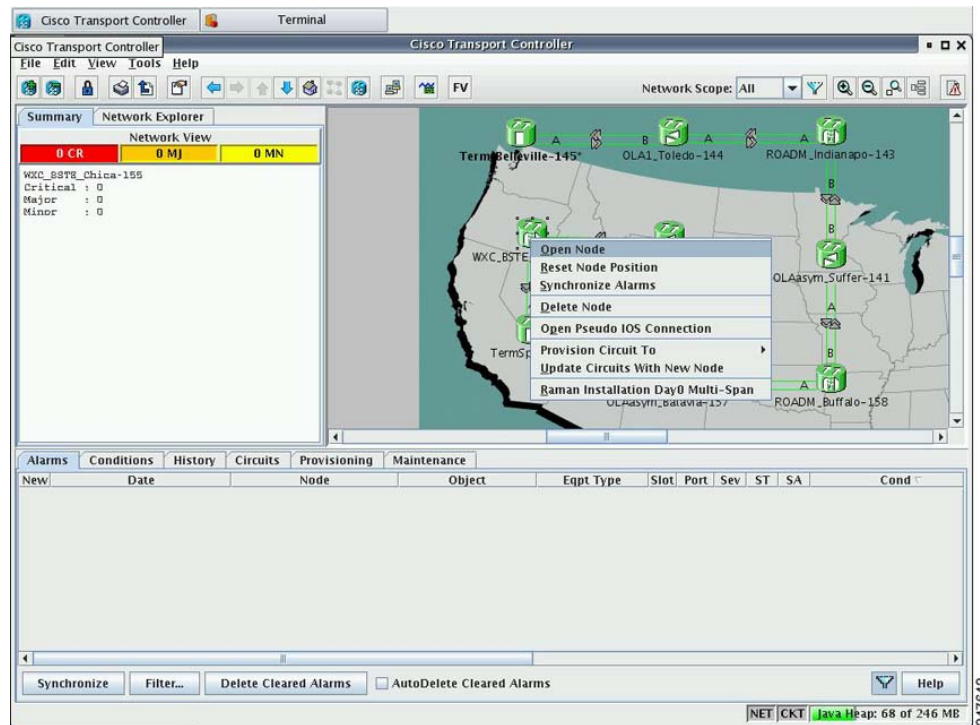 Cisco Transport Controller
Terminal
Cisco Transport Controller
Cisco Transport Controller
File Edit View Tools Help
FV
Network Scope: All
Summary
Network Explorer
Network View
0 CR
0 MJ
0 MN
WXC_BSTE_Chica-155
Critical : 0
Major : 0
Minor : 0
A
B
A
A
Term_Belleville-145*
OLA1_Toledo-144
ROADM_Indianapo-143
B
B
WXC_BSTE
OLAasym_Suffer-141
A
TermSp
B
A
OLAasym_Batavia-157
ROADM_Buffalo-158
Open Node
Reset Node Position
Synchronize Alarms
Delete Node
Open Pseudo IOS Connection
Provision Circuit To
Update Circuits With New Node
Raman Installation Day0 Multi-Span
Alarms
Conditions
History
Circuits
Provisioning
Maintenance
New
Date
Node
Object
Eqpt Type
Slot
Port
Sev
ST
SA
Cond
Synchronize
Filter...
Delete Cleared Alarms
AutoDelete Cleared Alarms
Help
NET
CKT
Java Heap: 68 of 246 MB